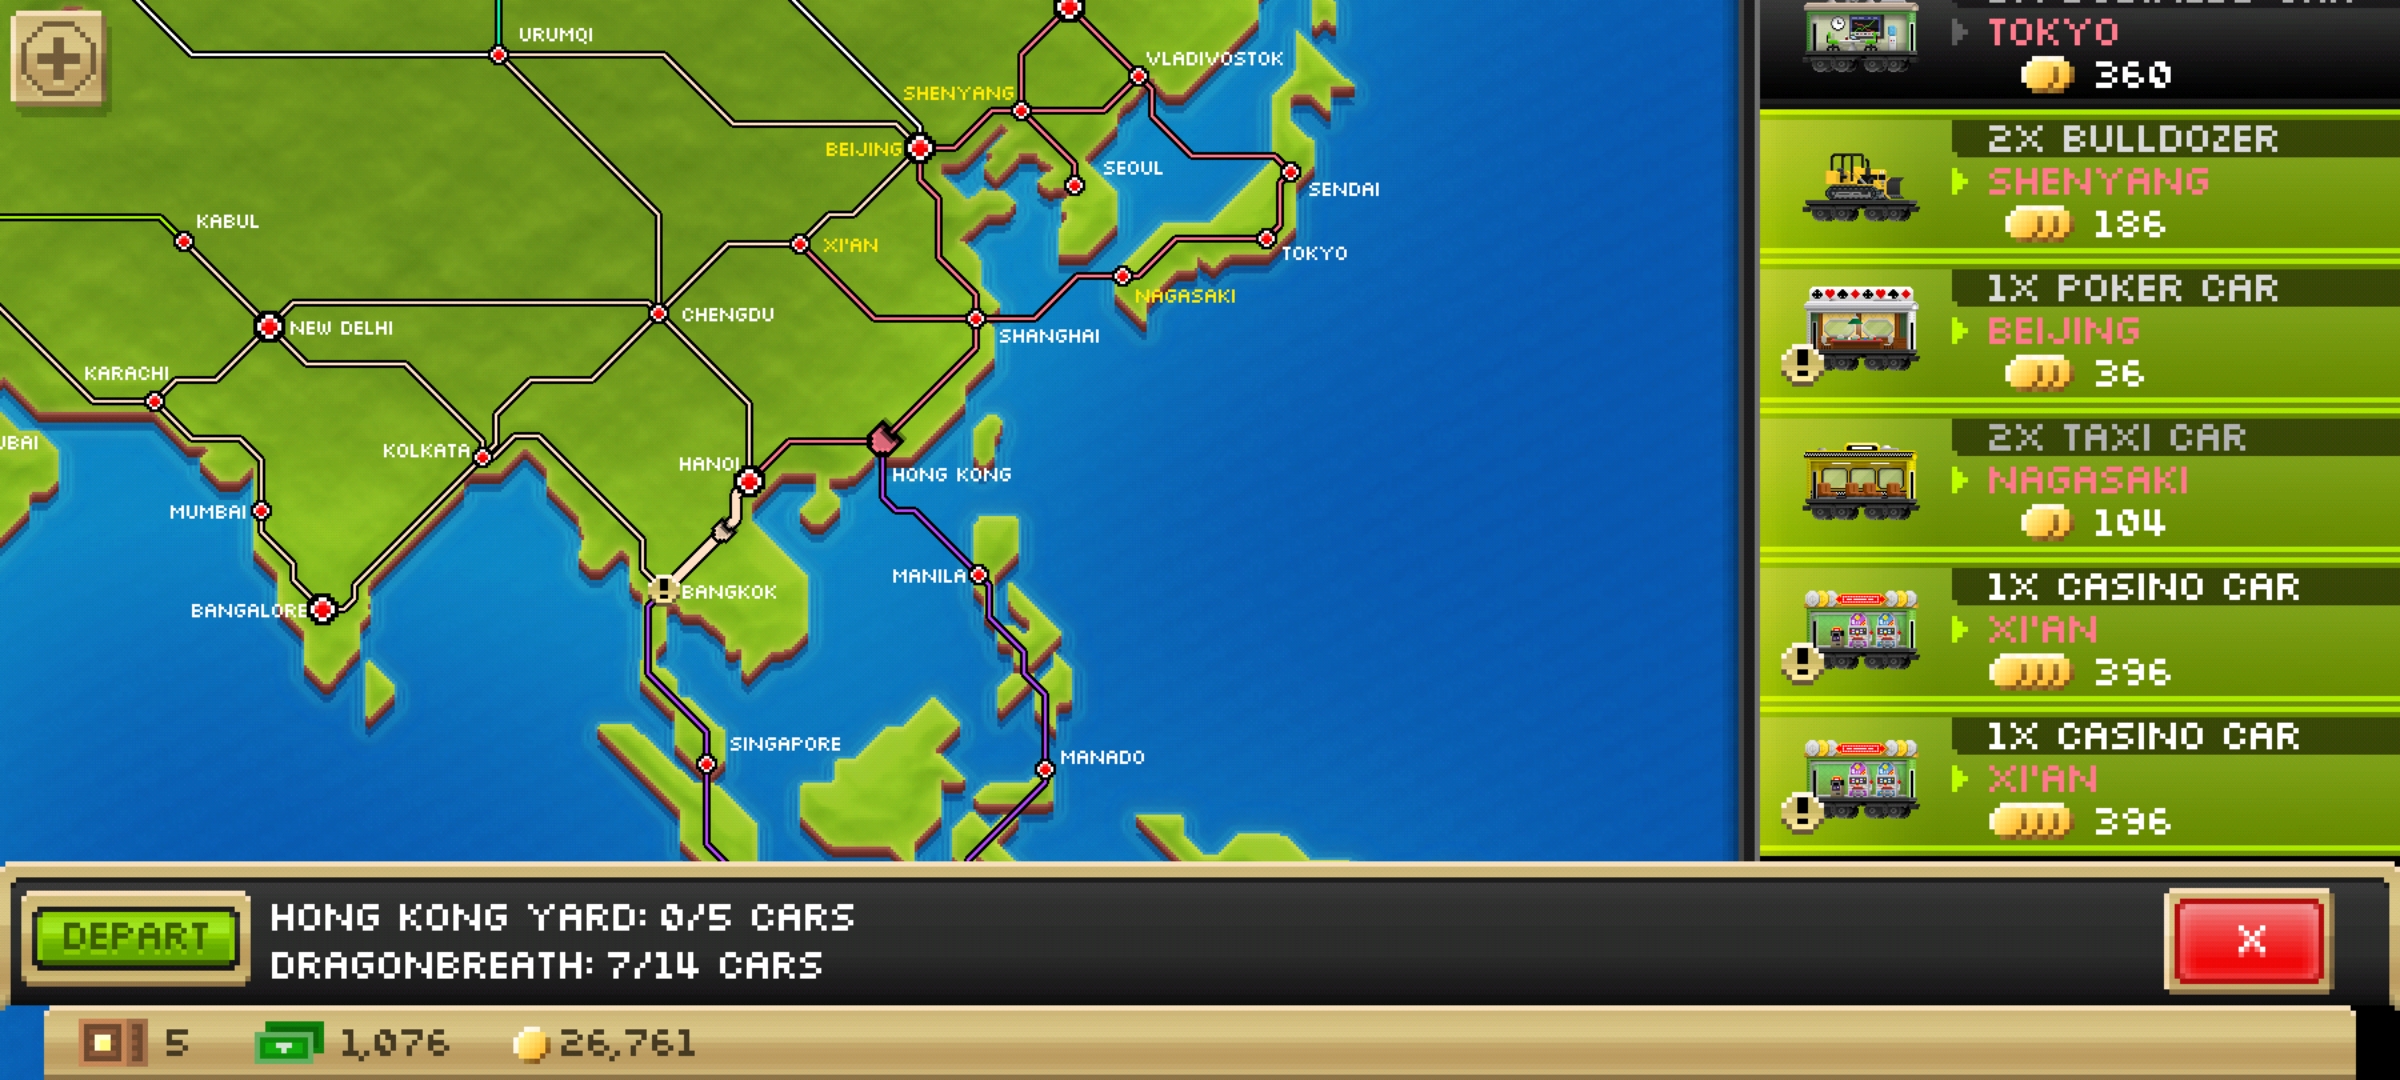 URUMQI
VLADIVOSTOK
SHENYANG
BEIJING
SEOUL
SENDAI
KABUL
XI'AN
TOKYO
NAGASAKI
NEW DELHI
CHENGDU
SHANGHAI
KARACHI
UBAI
KOLKATA
HANOI
HONG KONG
MUMBAI
MANILA
BANGKOK
BANGALORE
SINGAPORE
MANADO
TOKYO
360
2X BULLDOZER
SHENYANG
186
1X POKER CAR
BEIJING
36
2X TAXI CAR
NAGASAKI
104
1X CASINO CAR
XI'AN
396
1X CASINO CAR
XI'AN
396
DEPART
HONG KONG YARD: 0/5 CARS
DRAGONBREATH: 7/14 CARS
X
5
1,076
26,761